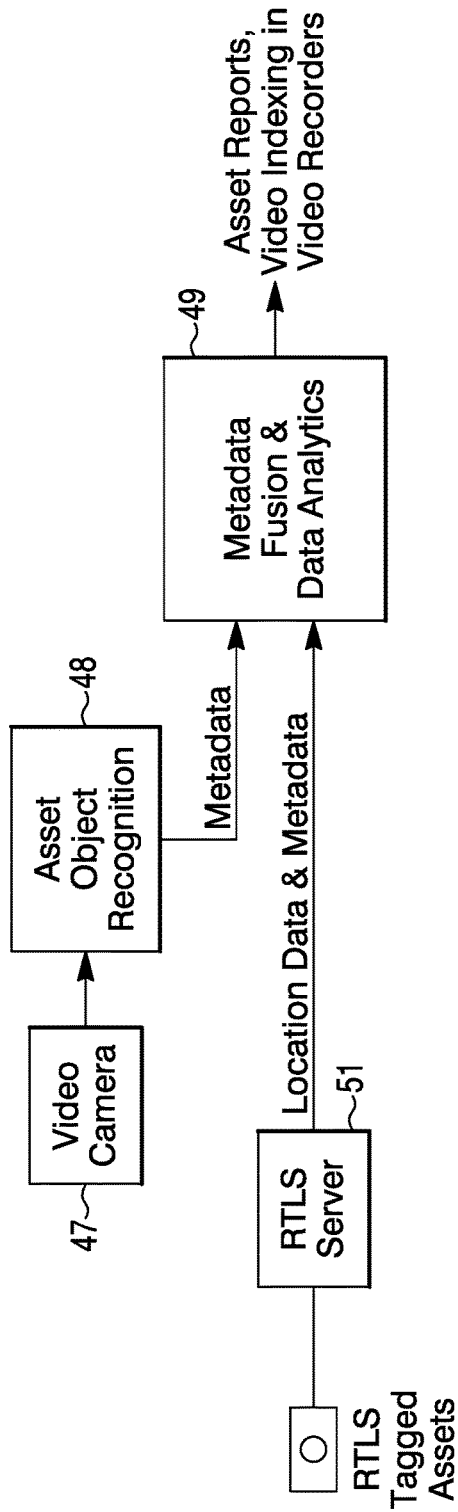 Video
Camera
47
Asset
Object
Recognition
48
Metadata
Metadata
Fusion &
Data Analytics
49
Asset Reports,
Video Indexing in
Video Recorders
RTLS
Tagged
Assets
RTLS
Server
51
Location Data & Metadata